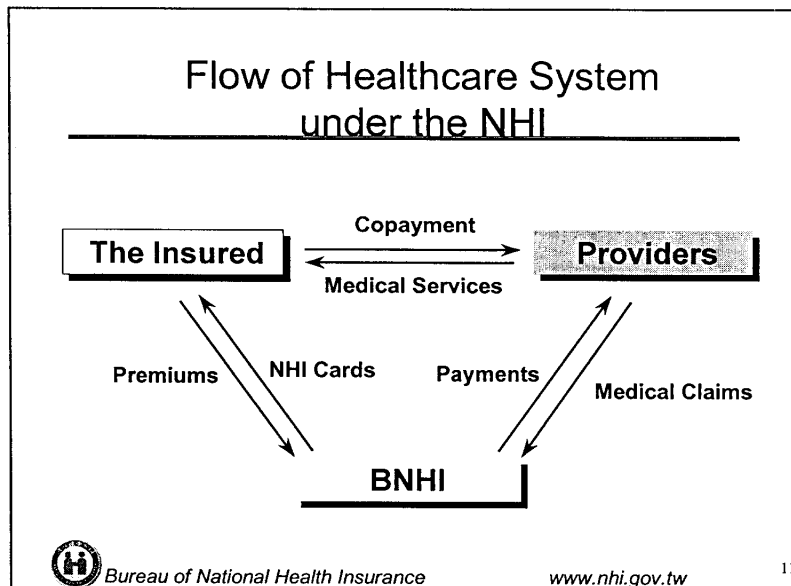 Flow of Healthcare System
under the NHI
Copayment
The Insured
Providers
Medical Services
Premiums
NHI Cards
Payments
Medical Claims
BNHI
Bureau of National Health Insurance
www.nhi.gov.tw